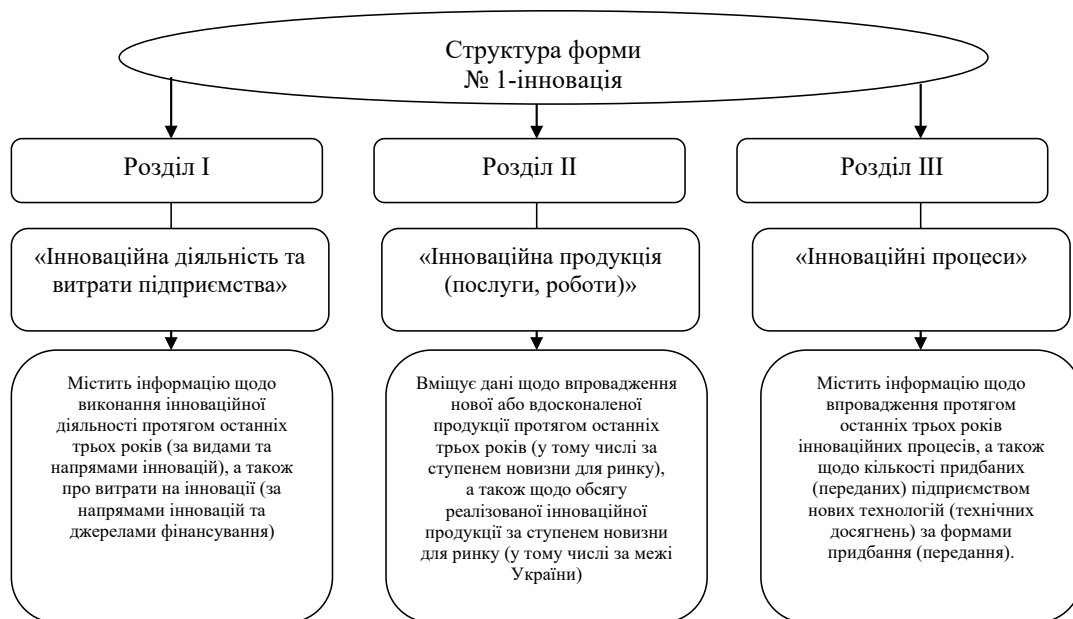 Структура форми
№ 1-інновація
Розділ I
«Інноваційна діяльність та
витрати підприємства»
Містить інформацію щодо
виконання інноваційної
діяльності протягом останніх
трьох років (за видами та
напрямами інновацій), а також
про витрати на інновації (за
напрямами інновацій та
джерелами фінансування)
Розділ II
«Інноваційна продукція
(послуги, роботи)»
Вміщує дані щодо впровадження
нової або вдосконаленої
продукції протягом останніх
трьох років (у тому числі за
ступенем новизни для ринку),
а також щодо обсягу
реалізованої інноваційної
продукції за ступенем новизни
для ринку (у тому числі за межі
України)
Розділ III
«Інноваційні процеси»
Містить інформацію щодо
впровадження протягом
останніх трьох років
інноваційних процесів, а також
щодо кількості придбаних
(переданих) підприємством
нових технологій (технічних
досягнень) за формами
придбання (передання).